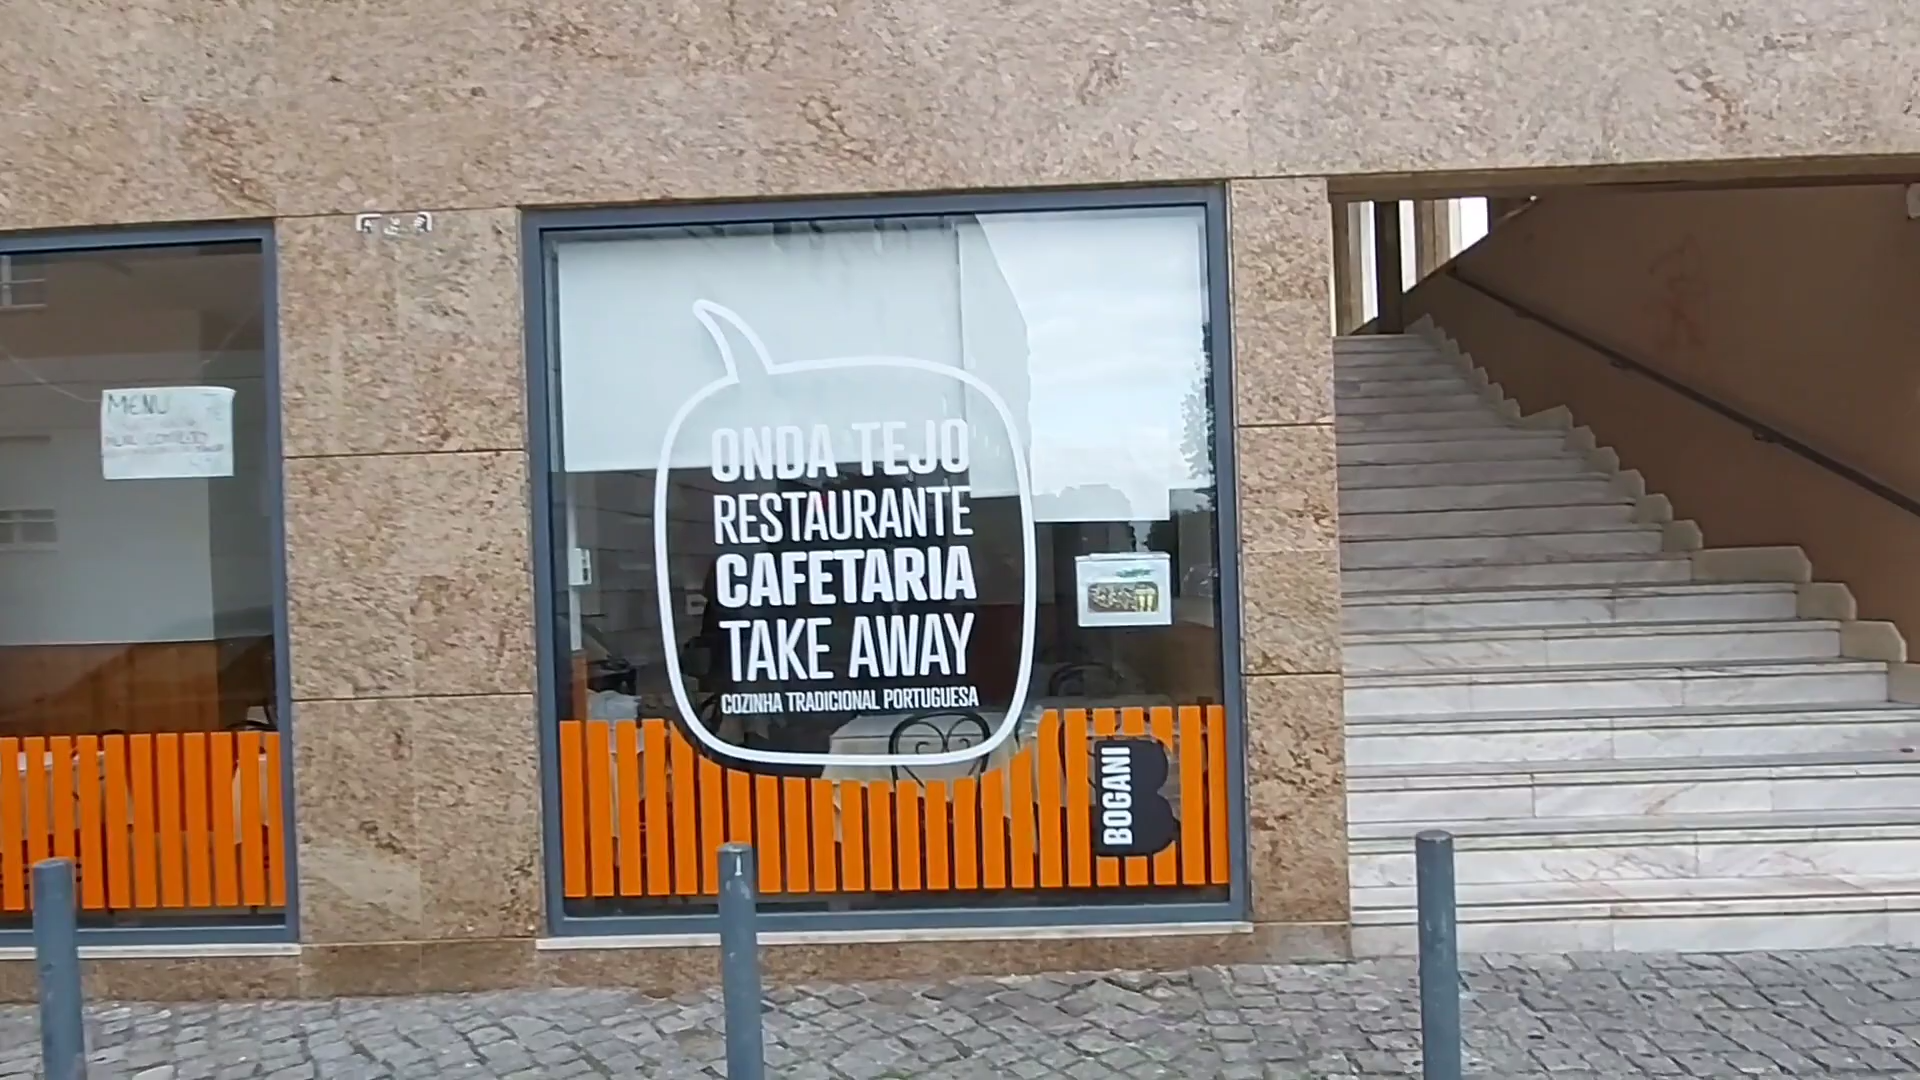 MENU
ONDA TEJO
RESTAURANTE
CAFETARIA
TAKE AWAY
COZINHA TRADICIONAL PORTUGUESA
BOGANI